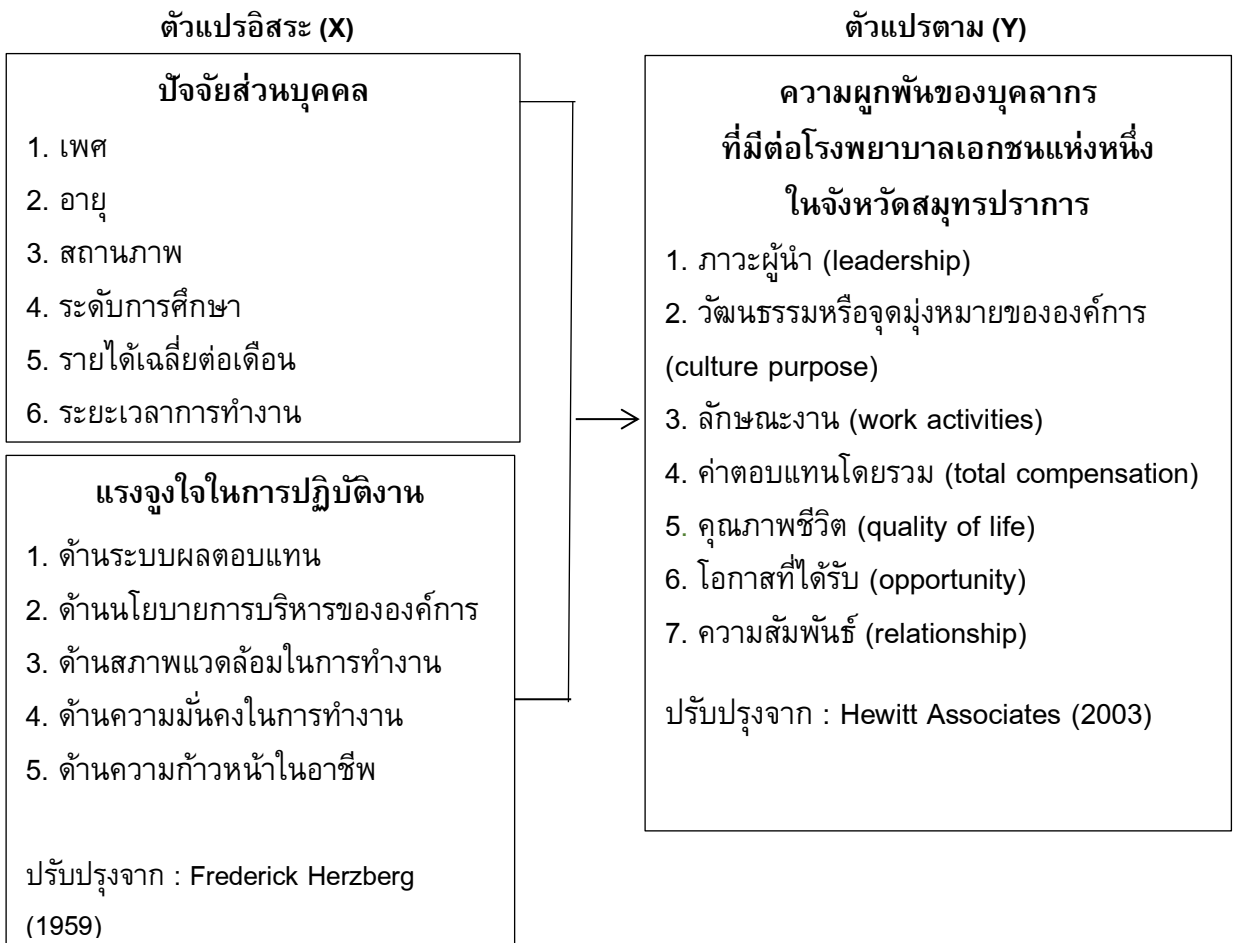 ตัวแปรอิสระ (X)
ปัจจัยส่วนบุคคล
1. เพศ
2. อายุ
3. สถานภาพ
4. ระดับการศึกษา
5. รายได้เฉลี่ยต่อเดือน
6. ระยะเวลาการทำงาน
แรงจูงใจในการปฏิบัติงาน
1. ด้านระบบผลตอบแทน
2. ด้านนโยบายการบริหารขององค์การ
3. ด้านสภาพแวดล้อมในการทำงาน
4. ด้านความมั่นคงในการทำงาน
5. ด้านความก้าวหน้าในอาชีพ
ปรับปรุงจาก : Frederick Herzberg
(1959)
ตัวแปรตาม (Y)
ความผูกพันของบุคลากร
ที่มีต่อโรงพยาบาลเอกชนแห่งหนึ่ง
ในจังหวัดสมุทรปราการ
1. ภาวะผู้นำ (leadership)
2. วัฒนธรรมหรือจุดมุ่งหมายขององค์การ
(culture purpose)
3. ลักษณะงาน (work activities)
4. ค่าตอบแทนโดยรวม (total compensation)
5. คุณภาพชีวิต (quality of life)
6. โอกาสที่ได้รับ (opportunity)
7. ความสัมพันธ์ (relationship)
ปรับปรุงจาก : Hewitt Associates (2003)